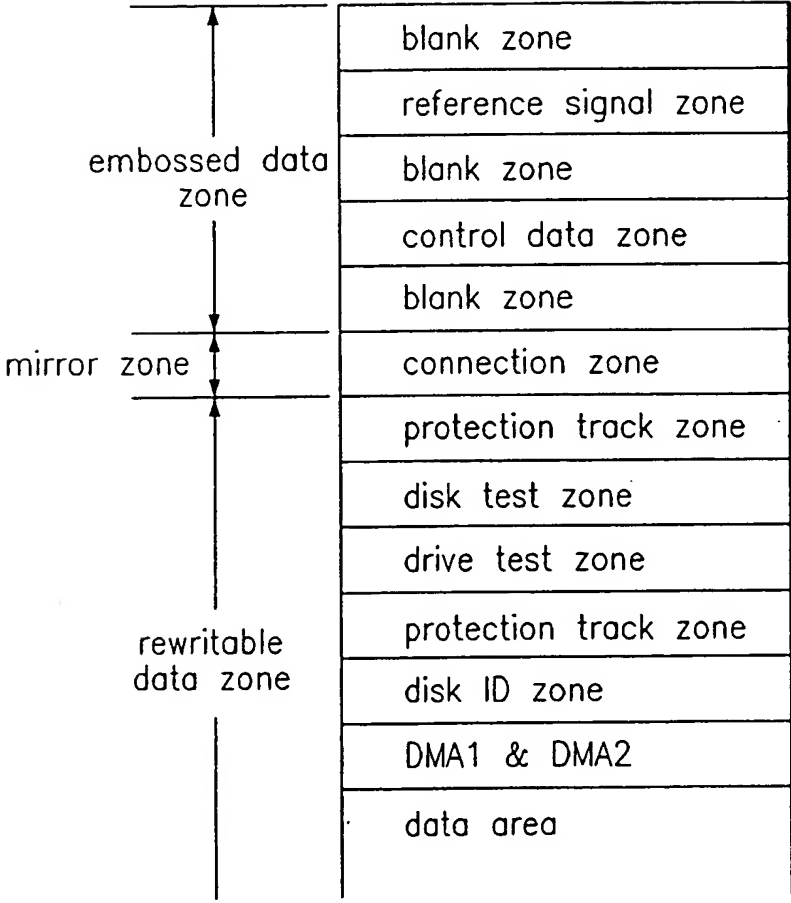 blank zone
reference signal zone
embossed data
zone
blank zone
control data zone
blank zone
mirror zone
connection zone
protection track zone
disk test zone
drive test zone
rewritable
data zone
protection track zone
disk ID zone
DMA1 & DMA2
data area